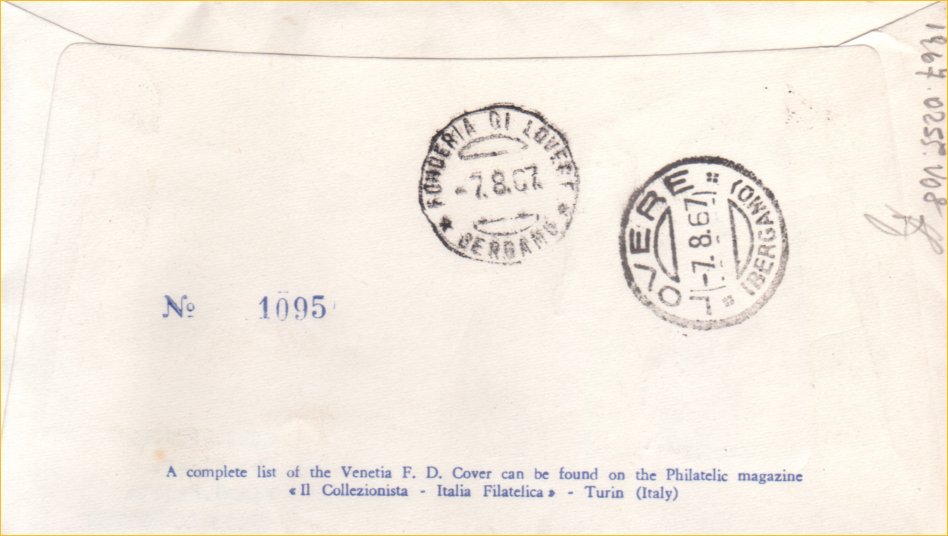 FONDERIA DI LOVERE
-7.8.67.
* BERGAMO *
LOVERE
-7.8.67
(BERGAMO)
№ 1095
A complete list of the Venetia F. D. Cover can be found on the Philatelic magazine
« Il Collezionista - Italia Filatelica » - Turin (Italy)